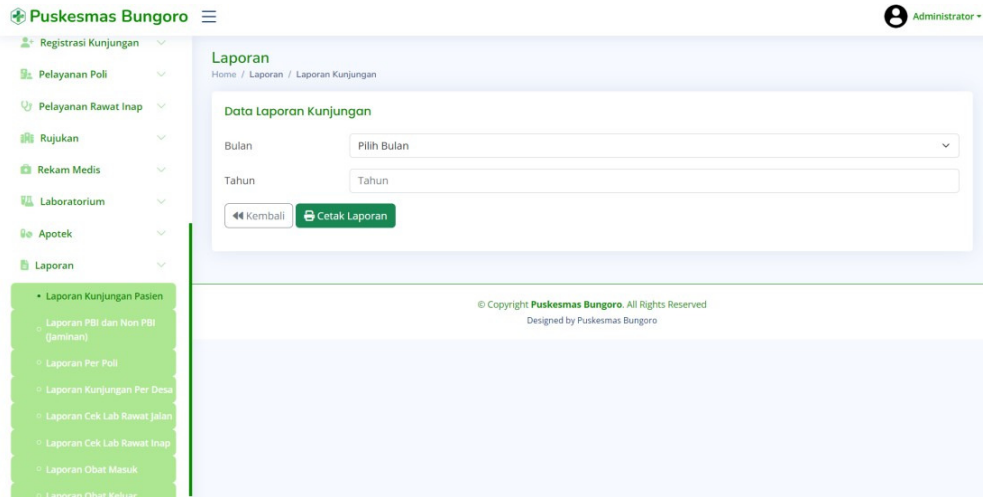 Puskesmas Bungoro
Administrator
Registrasi Kunjungan
Pelayanan Poli
Pelayanan Rawat Inap
Rujukan
Rekam Medis
Laboratorium
Apotek
Laporan
Laporan Kunjungan Pasien
Laporan PBI dan Non PBI
(Jaminan)
Laporan Per Poli
Laporan Kunjungan Per Desa
Laporan Cek Lab Rawat Jalan
Laporan Cek Lab Rawat Inap
Laporan Obat Masuk
Laporan Obat Keluar
Laporan
Home / Laporan / Laporan Kunjungan
Data Laporan Kunjungan
Bulan
Pilih Bulan
Tahun
Tahun
Kembali
Cetak Laporan
© Copyright Puskesmas Bungoro. All Rights Reserved
Designed by Puskesmas Bungoro